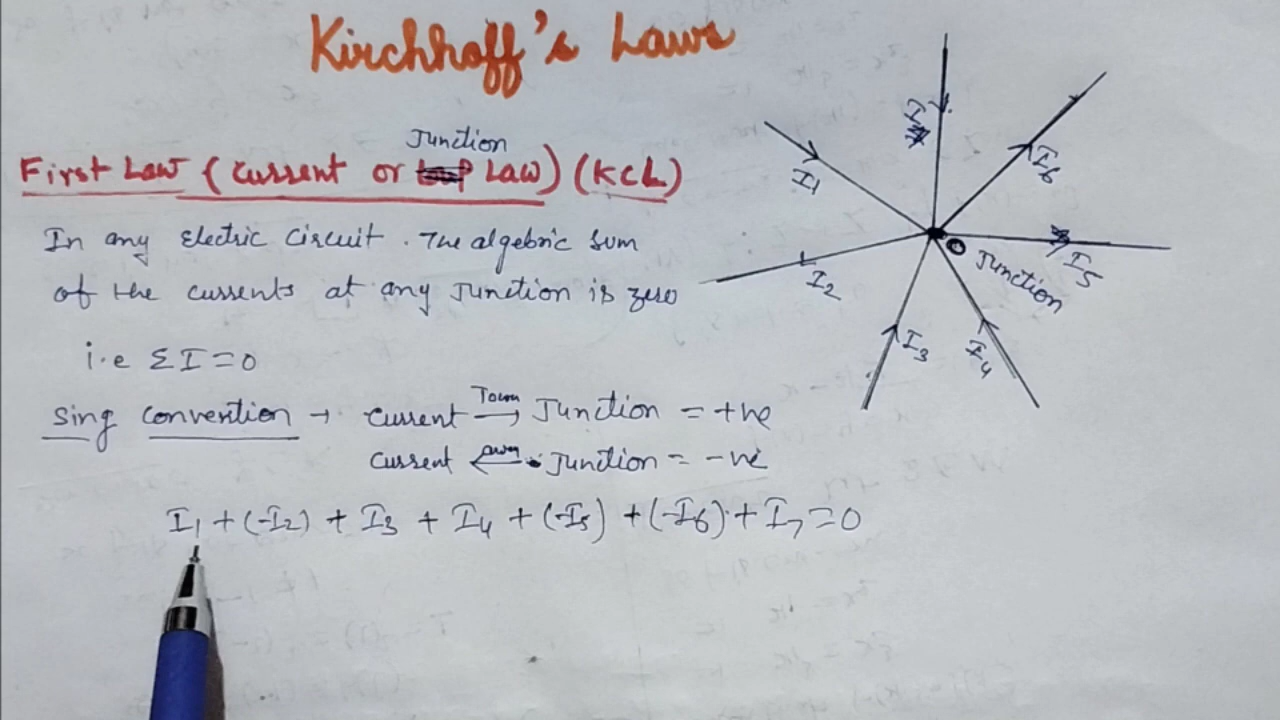 Kirchhoff's Laws
Junction
First Law (Current or Law) (KCL)
In any Electric Circuit. The algebric Sum
of the currents at any Junction is zero
i.e ΣI=0
Sing Convention → Current Junction = +ve
Current Junction = -ve
I1 + (-I2) + I3 + I4 + (-I5) + (-I6) + I7 = 0
I6
I1
I5
Junction
I2
I3
I4